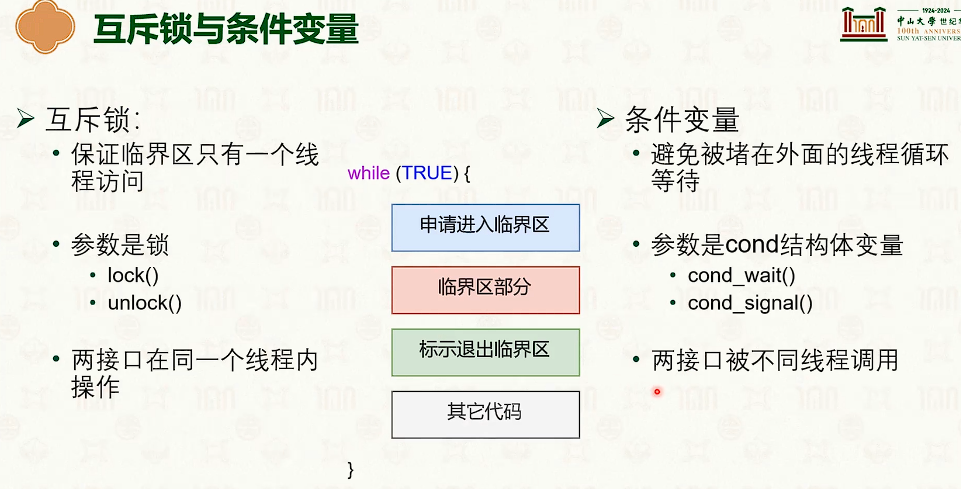 互斥锁与条件变量
1924-2024
中山大學 世纪
100th ANNIVERS
SUN YAT-SEN UNIVER
➢ 互斥锁：
• 保证临界区只有一个线
程访问
• 参数是锁
• lock()
• unlock()
• 两接口在同一个线程内
操作
while (TRUE) {
申请进入临界区
临界区部分
标示退出临界区
其它代码
}
➢ 条件变量
• 避免被堵在外面的线程循环
等待
• 参数是cond结构体变量
• cond_wait()
• cond_signal()
• 两接口被不同线程调用